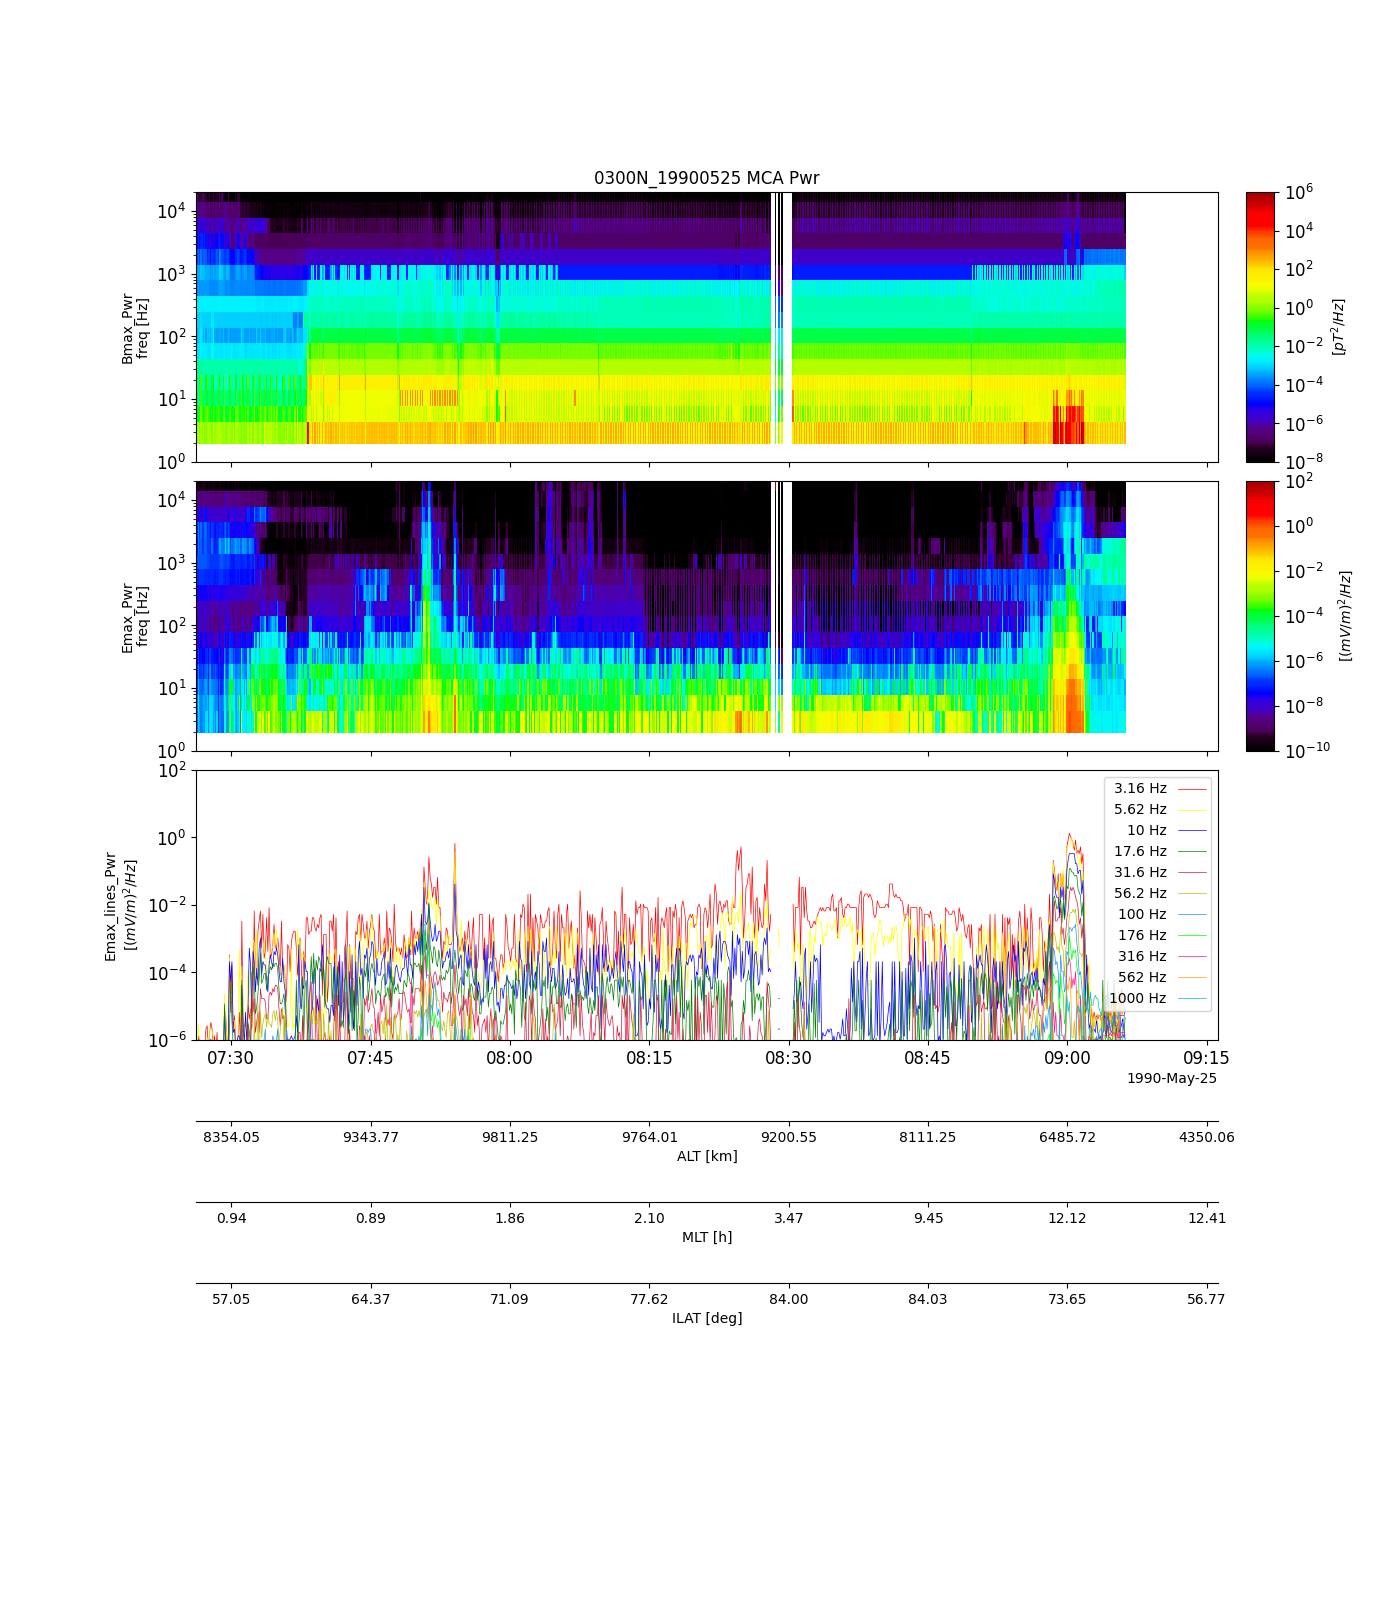 0300N_19900525 MCA Pwr
Bmax_Pwr
freq [Hz]
10^4
10^3
10^2
10^1
10^0
10^6
10^4
10^2
10^0
10^-2
10^-4
10^-6
10^-8
[pT^2/Hz]
Emax_Pwr
freq [Hz]
10^4
10^3
10^2
10^1
10^0
10^2
10^0
10^-2
10^-4
10^-6
10^-8
10^-10
[(mV/m)^2/Hz]
Emax_lines_Pwr
[(mV/m)^2/Hz]
10^2
10^0
10^-2
10^-4
10^-6
3.16 Hz
5.62 Hz
10 Hz
17.6 Hz
31.6 Hz
56.2 Hz
100 Hz
176 Hz
316 Hz
562 Hz
1000 Hz
07:30 07:45 08:00 08:15 08:30 08:45 09:00 09:15
1990-May-25
8354.05 9343.77 9811.25 9764.01 9200.55 8111.25 6485.72 4350.06
ALT [km]
0.94 0.89 1.86 2.10 3.47 9.45 12.12 12.41
MLT [h]
57.05 64.37 71.09 77.62 84.00 84.03 73.65 56.77
ILAT [deg]